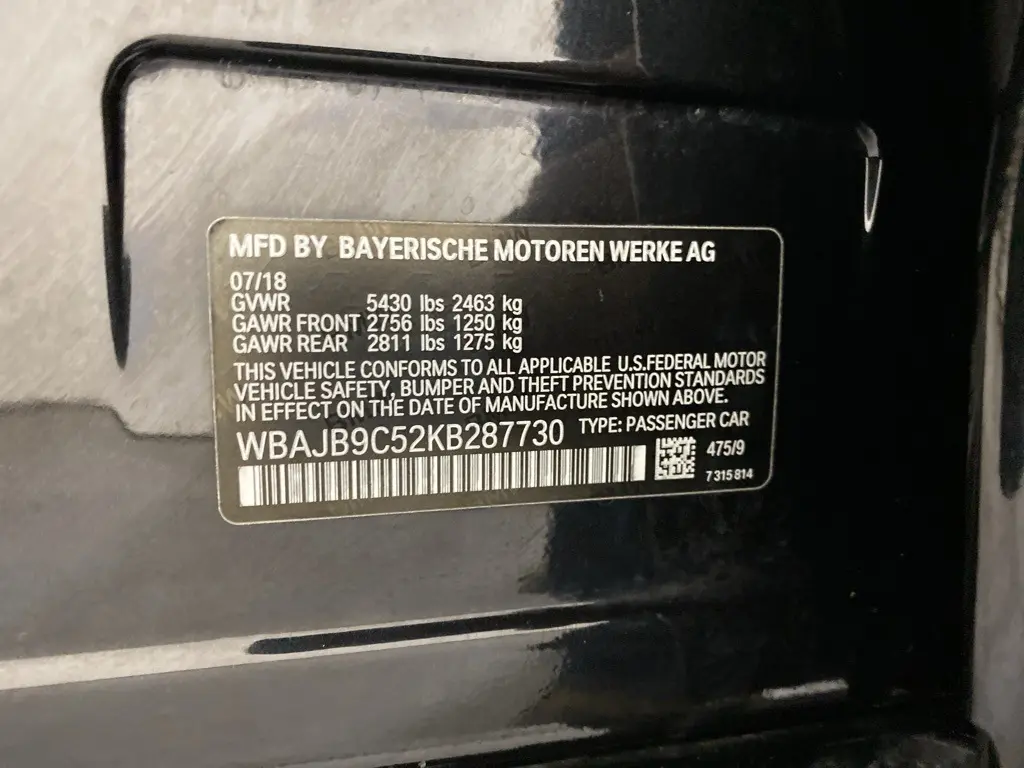 MFD BY BAYERISCHE MOTOREN WERKE AG
07/18
GVWR 5430 lbs 2463 kg
GAWR FRONT 2756 lbs 1250 kg
GAWR REAR 2811 lbs 1275 kg
THIS VEHICLE CONFORMS TO ALL APPLICABLE U.S.FEDERAL MOTOR
VEHICLE SAFETY, BUMPER AND THEFT PREVENTION STANDARDS
IN EFFECT ON THE DATE OF MANUFACTURE SHOWN ABOVE.
WBAJB9C52KB287730 TYPE: PASSENGER CAR
475/9
7 315 814